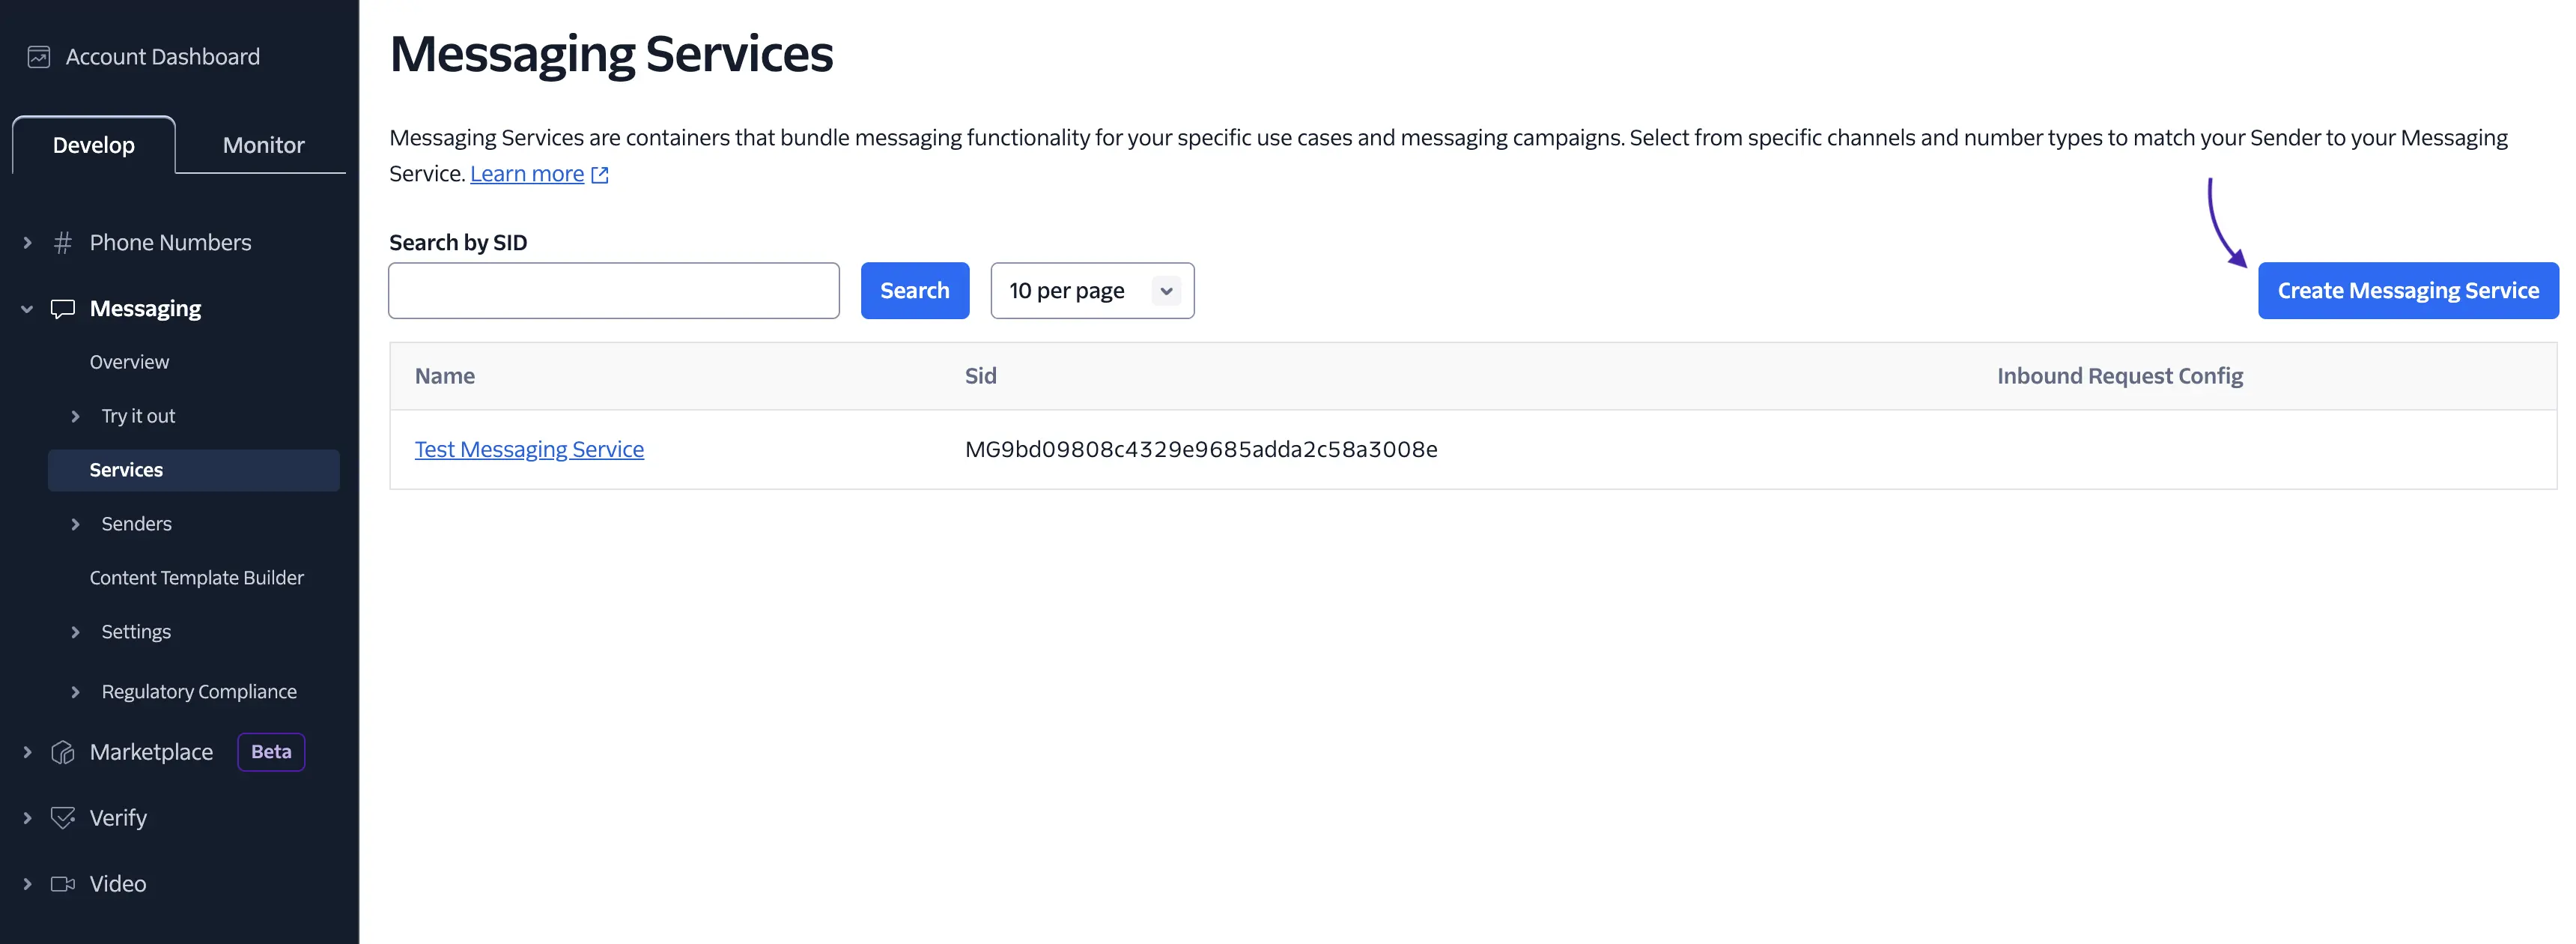 Account Dashboard
Develop
Monitor
# Phone Numbers
Messaging
Overview
Try it out
Services
Senders
Content Template Builder
Settings
Regulatory Compliance
Marketplace
Beta
Verify
Video
Messaging Services
Messaging Services are containers that bundle messaging functionality for your specific use cases and messaging campaigns. Select from specific channels and number types to match your Sender to your Messaging
Service. Learn more
Search by SID
Search
10 per page
Create Messaging Service
Name
Sid
Inbound Request Config
Test Messaging Service
MG9bd09808c4329e9685adda2c58a3008e